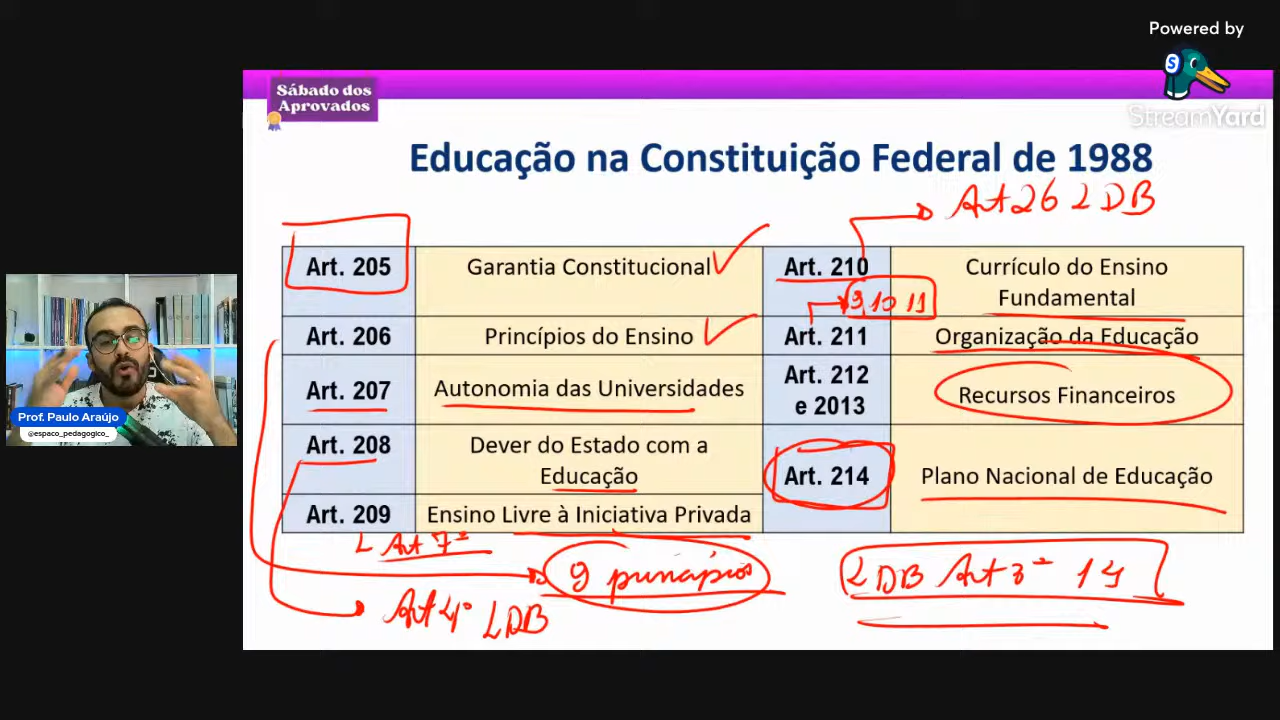 Powered by
StreamYard
Sábado dos
Aprovados
Educação na Constituição Federal de 1988
Art 26 LDB
Art. 205
Garantia Constitucional
Art. 210
Currículo do Ensino
Fundamental
9, 10 11
Art. 206
Princípios do Ensino
Art. 211
Organização da Educação
Art. 207
Autonomia das Universidades
Art. 212
e 2013
Recursos Financeiros
Art. 208
Dever do Estado com a
Educação
Art. 214
Plano Nacional de Educação
Art. 209
Ensino Livre à Iniciativa Privada
Art 7º
9 princípios
LDB Art 3º 14
Art 4º LDB
Prof. Paulo Araújo
@espaco_pedagogico_